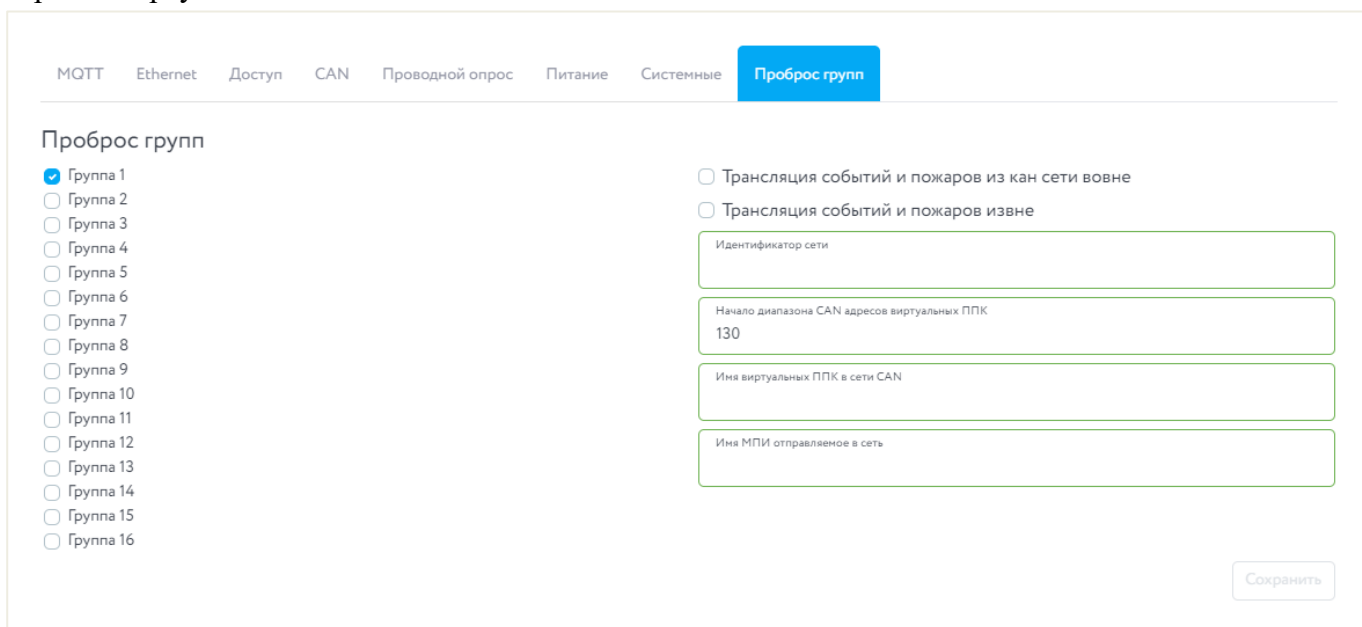 MQTT Ethernet Доступ CAN Проводной опрос Питание Системные Проброс групп
Проброс групп
Группа 1
Группа 2
Группа 3
Группа 4
Группа 5
Группа 6
Группа 7
Группа 8
Группа 9
Группа 10
Группа 11
Группа 12
Группа 13
Группа 14
Группа 15
Группа 16
Трансляция событий и пожаров из кан сети вовне
Трансляция событий и пожаров извне
Идентификатор сети
Начало диапазона CAN адресов виртуальных ППК
130
Имя виртуальных ППК в сети CAN
Имя МПИ отправляемое в сеть
Сохранить